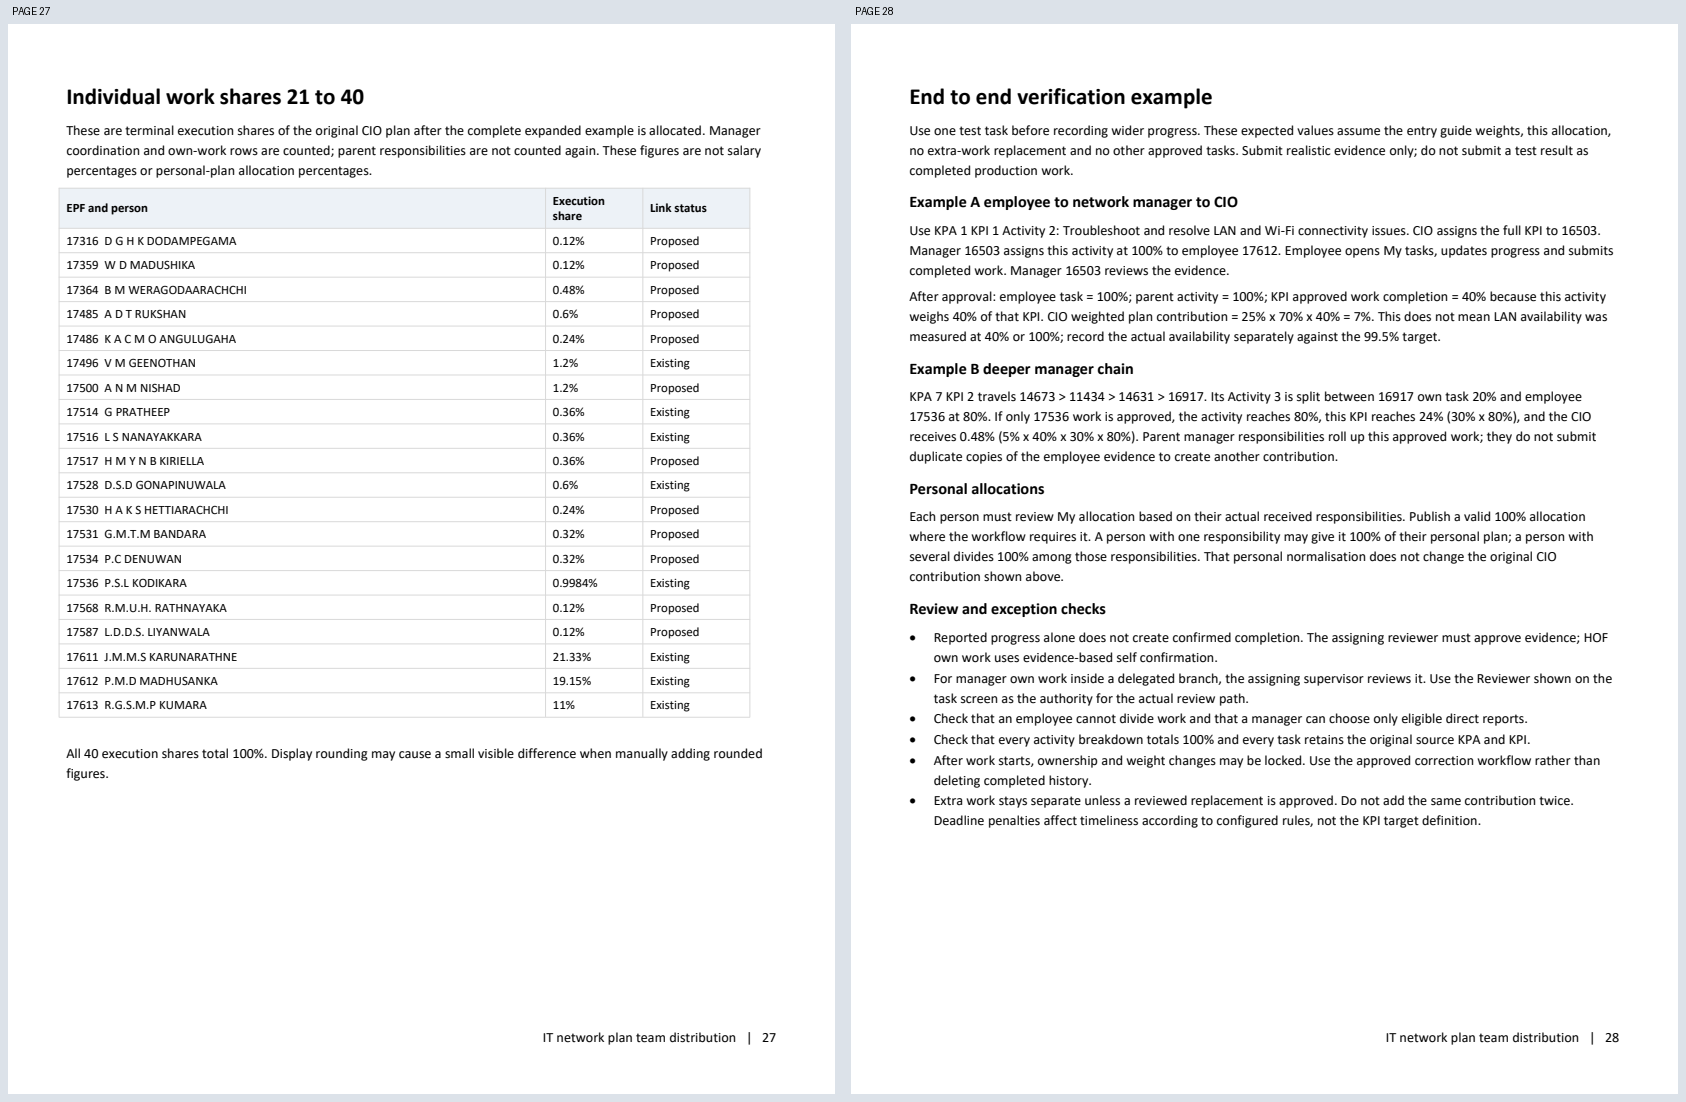 PAGE 27
Individual work shares 21 to 40
These are terminal execution shares of the original CIO plan after the complete expanded example is allocated. Manager
coordination and own-work rows are counted; parent responsibilities are not counted again. These figures are not salary
percentages or personal-plan allocation percentages.
EPF and person Execution share Link status
17316 D G H K DODAMPEGAMA 0.12% Proposed
17359 W D MADUSHIKA 0.12% Proposed
17364 B M WERAGODAARACHCHI 0.48% Proposed
17485 A D T RUKSHAN 0.6% Proposed
17486 K A C M O ANGULUGAHA 0.24% Proposed
17496 V M GEENOTHAN 1.2% Existing
17500 A N M NISHAD 1.2% Proposed
17514 G PRATHEEP 0.36% Existing
17516 L S NANAYAKKARA 0.36% Existing
17517 H M Y N B KIRIELLA 0.36% Proposed
17528 D.S.D GONAPINUWALA 0.6% Existing
17530 H A K S HETTIARACHCHI 0.24% Proposed
17531 G.M.T.M BANDARA 0.32% Proposed
17534 P.C DENUWAN 0.32% Proposed
17536 P.S.L KODIKARA 0.9984% Existing
17568 R.M.U.H. RATHNAYAKA 0.12% Proposed
17587 L.D.D.S. LIYANWALA 0.12% Proposed
17611 J.M.M.S KARUNARATHNE 21.33% Existing
17612 P.M.D MADHUSANKA 19.15% Existing
17613 R.G.S.M.P KUMARA 11% Existing
All 40 execution shares total 100%. Display rounding may cause a small visible difference when manually adding rounded
figures.
IT network plan team distribution | 27
PAGE 28
End to end verification example
Use one test task before recording wider progress. These expected values assume the entry guide weights, this allocation,
no extra-work replacement and no other approved tasks. Submit realistic evidence only; do not submit a test result as
completed production work.
Example A employee to network manager to CIO
Use KPA 1 KPI 1 Activity 2: Troubleshoot and resolve LAN and Wi-Fi connectivity issues. CIO assigns the full KPI to 16503.
Manager 16503 assigns this activity at 100% to employee 17612. Employee opens My tasks, updates progress and submits
completed work. Manager 16503 reviews the evidence.
After approval: employee task = 100%; parent activity = 100%; KPI approved work completion = 40% because this activity
weighs 40% of that KPI. CIO weighted plan contribution = 25% x 70% x 40% = 7%. This does not mean LAN availability was
measured at 40% or 100%; record the actual availability separately against the 99.5% target.
Example B deeper manager chain
KPA 7 KPI 2 travels 14673 > 11434 > 14631 > 16917. Its Activity 3 is split between 16917 own task 20% and employee
17536 at 80%. If only 17536 work is approved, the activity reaches 80%, this KPI reaches 24% (30% x 80%), and the CIO
receives 0.48% (5% x 40% x 30% x 80%). Parent manager responsibilities roll up this approved work; they do not submit
duplicate copies of the employee evidence to create another contribution.
Personal allocations
Each person must review My allocation based on their actual received responsibilities. Publish a valid 100% allocation
where the workflow requires it. A person with one responsibility may give it 100% of their personal plan; a person with
several divides 100% among those responsibilities. That personal normalisation does not change the original CIO
contribution shown above.
Review and exception checks
• Reported progress alone does not create confirmed completion. The assigning reviewer must approve evidence; HOF
own work uses evidence-based self confirmation.
• For manager own work inside a delegated branch, the assigning supervisor reviews it. Use the Reviewer shown on the
task screen as the authority for the actual review path.
• Check that an employee cannot divide work and that a manager can choose only eligible direct reports.
• Check that every activity breakdown totals 100% and every task retains the original source KPA and KPI.
• After work starts, ownership and weight changes may be locked. Use the approved correction workflow rather than
deleting completed history.
• Extra work stays separate unless a reviewed replacement is approved. Do not add the same contribution twice.
Deadline penalties affect timeliness according to configured rules, not the KPI target definition.
IT network plan team distribution | 28